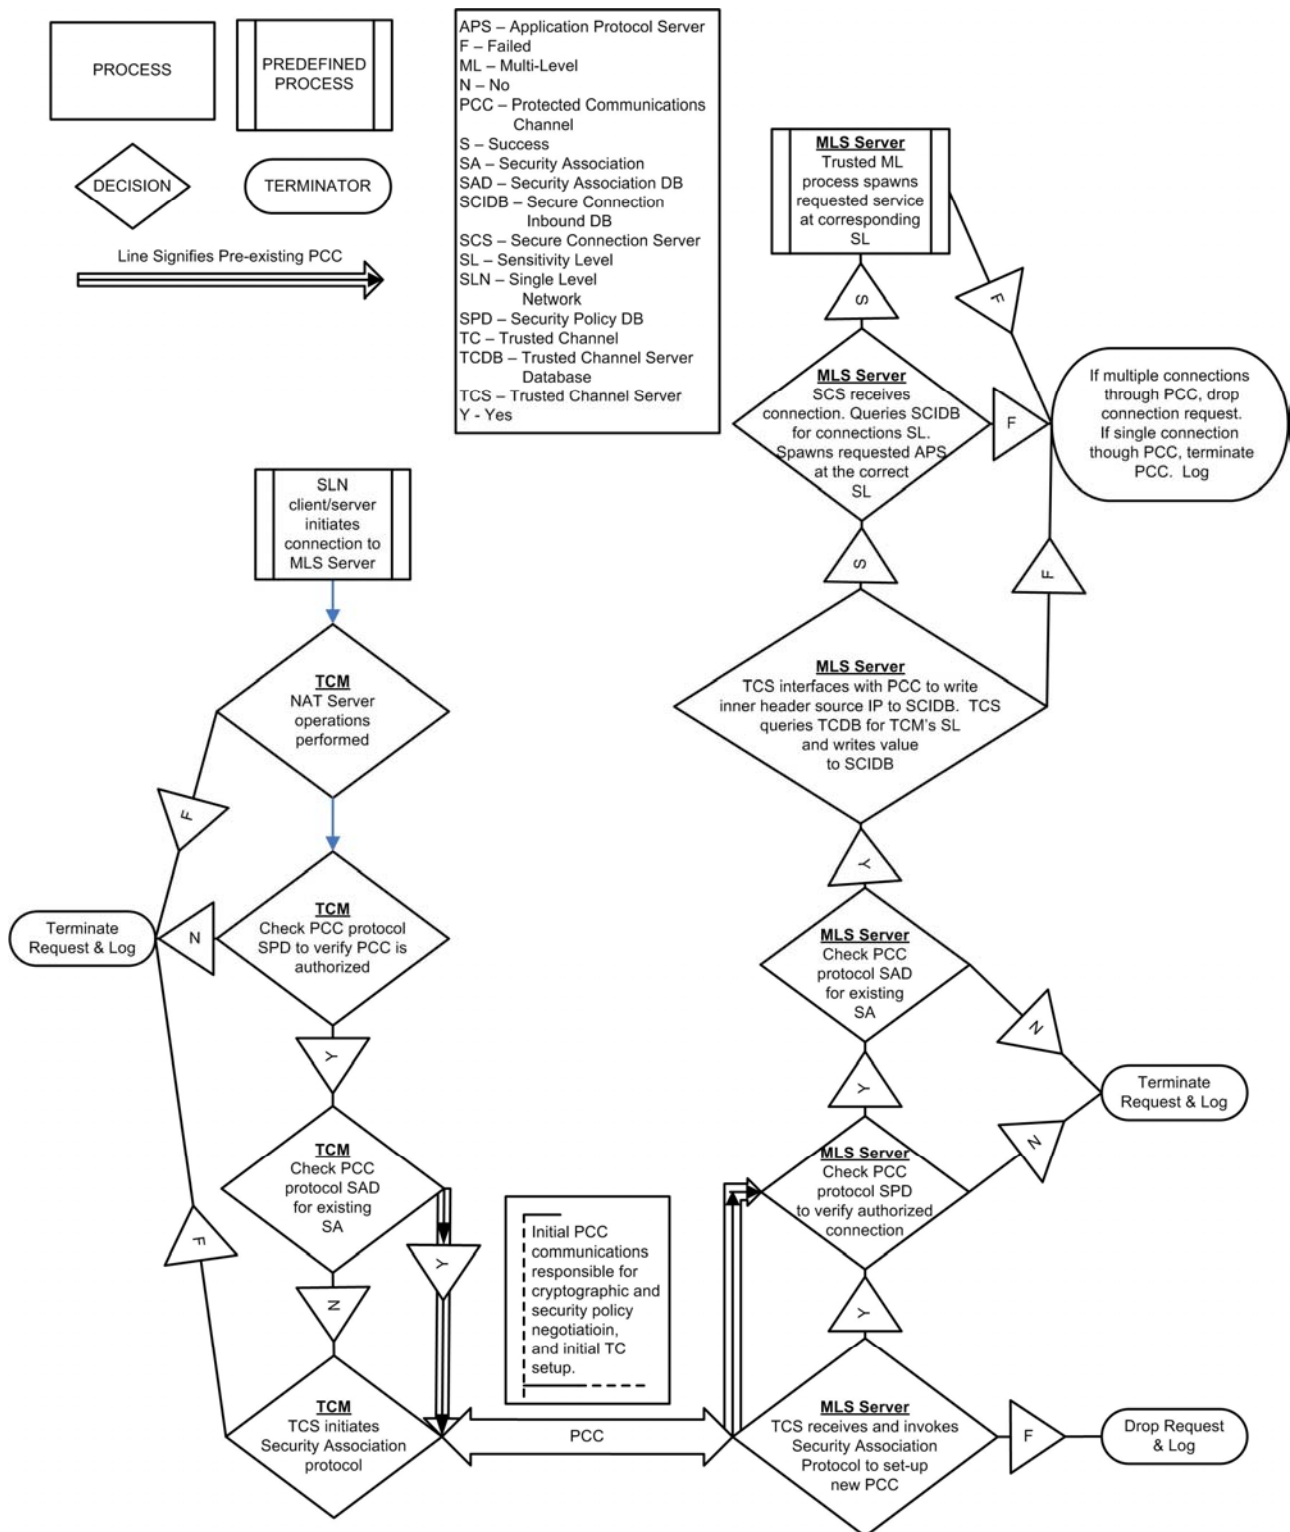 PROCESS
PREDEFINED
PROCESS
DECISION
TERMINATOR
Line Signifies Pre-existing PCC
APS – Application Protocol Server
F – Failed
ML – Multi-Level
N – No
PCC – Protected Communications
Channel
S – Success
SA – Security Association
SAD – Security Association DB
SCIDB – Secure Connection
Inbound DB
SCS – Secure Connection Server
SL – Sensitivity Level
SLN – Single Level
Network
SPD – Security Policy DB
TC – Trusted Channel
TCDB – Trusted Channel Server
Database
TCS – Trusted Channel Server
Y - Yes
SLN
client/server
initiates
connection to
MLS Server
TCM
NAT Server
operations
performed
F
TCM
Check PCC protocol
SPD to verify PCC is
authorized
N
Terminate
Request & Log
Y
TCM
Check PCC
protocol SAD
for existing
SA
Y
N
F
TCM
TCS initiates
Security Association
protocol
Initial PCC
communications
responsible for
cryptographic and
security policy
negotiatioin,
and initial TC
setup.
PCC
MLS Server
TCS receives and invokes
Security Association
Protocol to set-up
new PCC
F
Drop Request
& Log
Y
MLS Server
Check PCC
protocol SPD
to verify authorized
connection
N
Terminate
Request & Log
Y
MLS Server
Check PCC
protocol SAD
for existing
SA
N
Y
MLS Server
TCS interfaces with PCC to write
inner header source IP to SCIDB. TCS
queries TCDB for TCM's SL
and writes value
to SCIDB
F
S
MLS Server
SCS receives
connection. Queries SCIDB
for connections SL.
Spawns requested APS
at the correct
SL
F
S
MLS Server
Trusted ML
process spawns
requested service
at corresponding
SL
F
If multiple connections
through PCC, drop
connection request.
If single connection
though PCC, terminate
PCC. Log